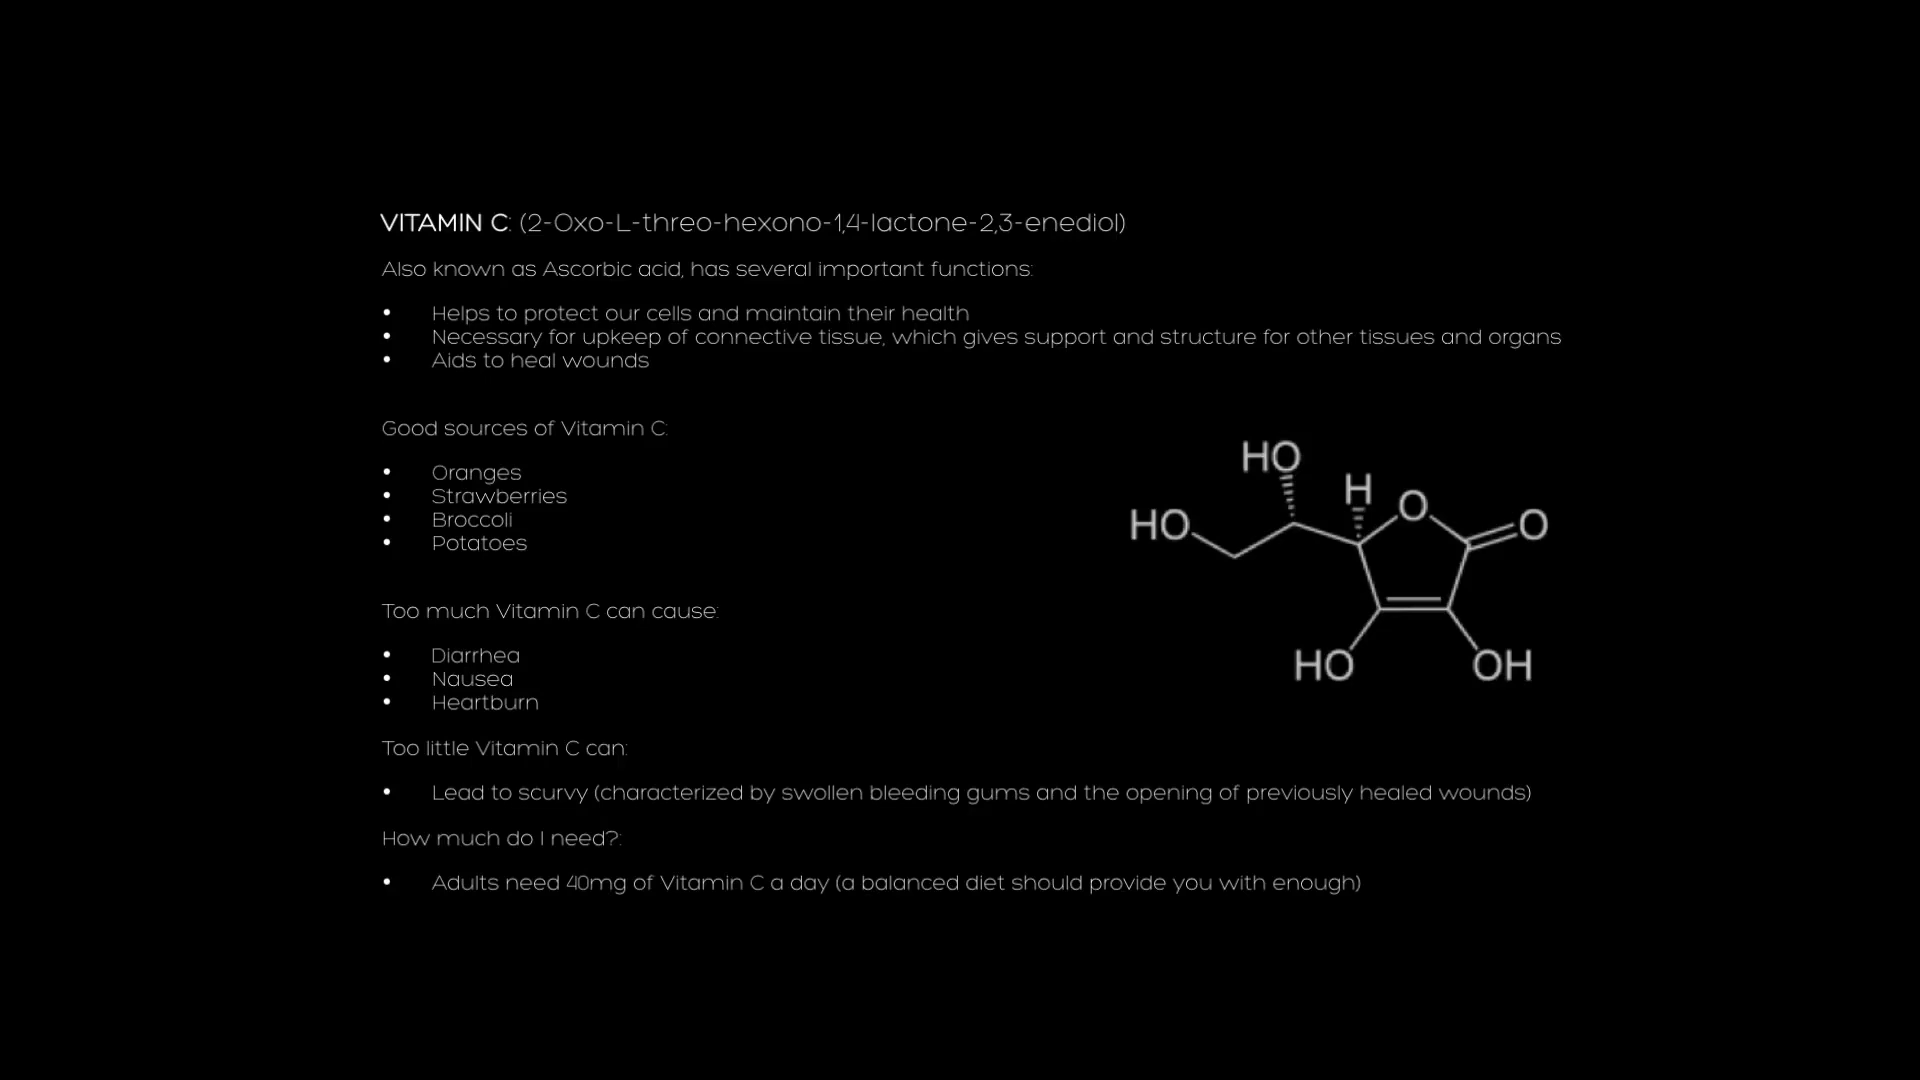 VITAMIN C: (2-Oxo-L-threo-hexono-1,4-lactone-2,3-enediol)
Also known as Ascorbic acid, has several important functions:
• Helps to protect our cells and maintain their health
• Necessary for upkeep of connective tissue, which gives support and structure for other tissues and organs
• Aids to heal wounds
Good sources of Vitamin C:
• Oranges
• Strawberries
• Broccoli
• Potatoes
HO
H
O
HO
O
HO
OH
Too much Vitamin C can cause:
• Diarrhea
• Nausea
• Heartburn
Too little Vitamin C can:
• Lead to scurvy (characterized by swollen bleeding gums and the opening of previously healed wounds)
How much do I need?:
• Adults need 40mg of Vitamin C a day (a balanced diet should provide you with enough)